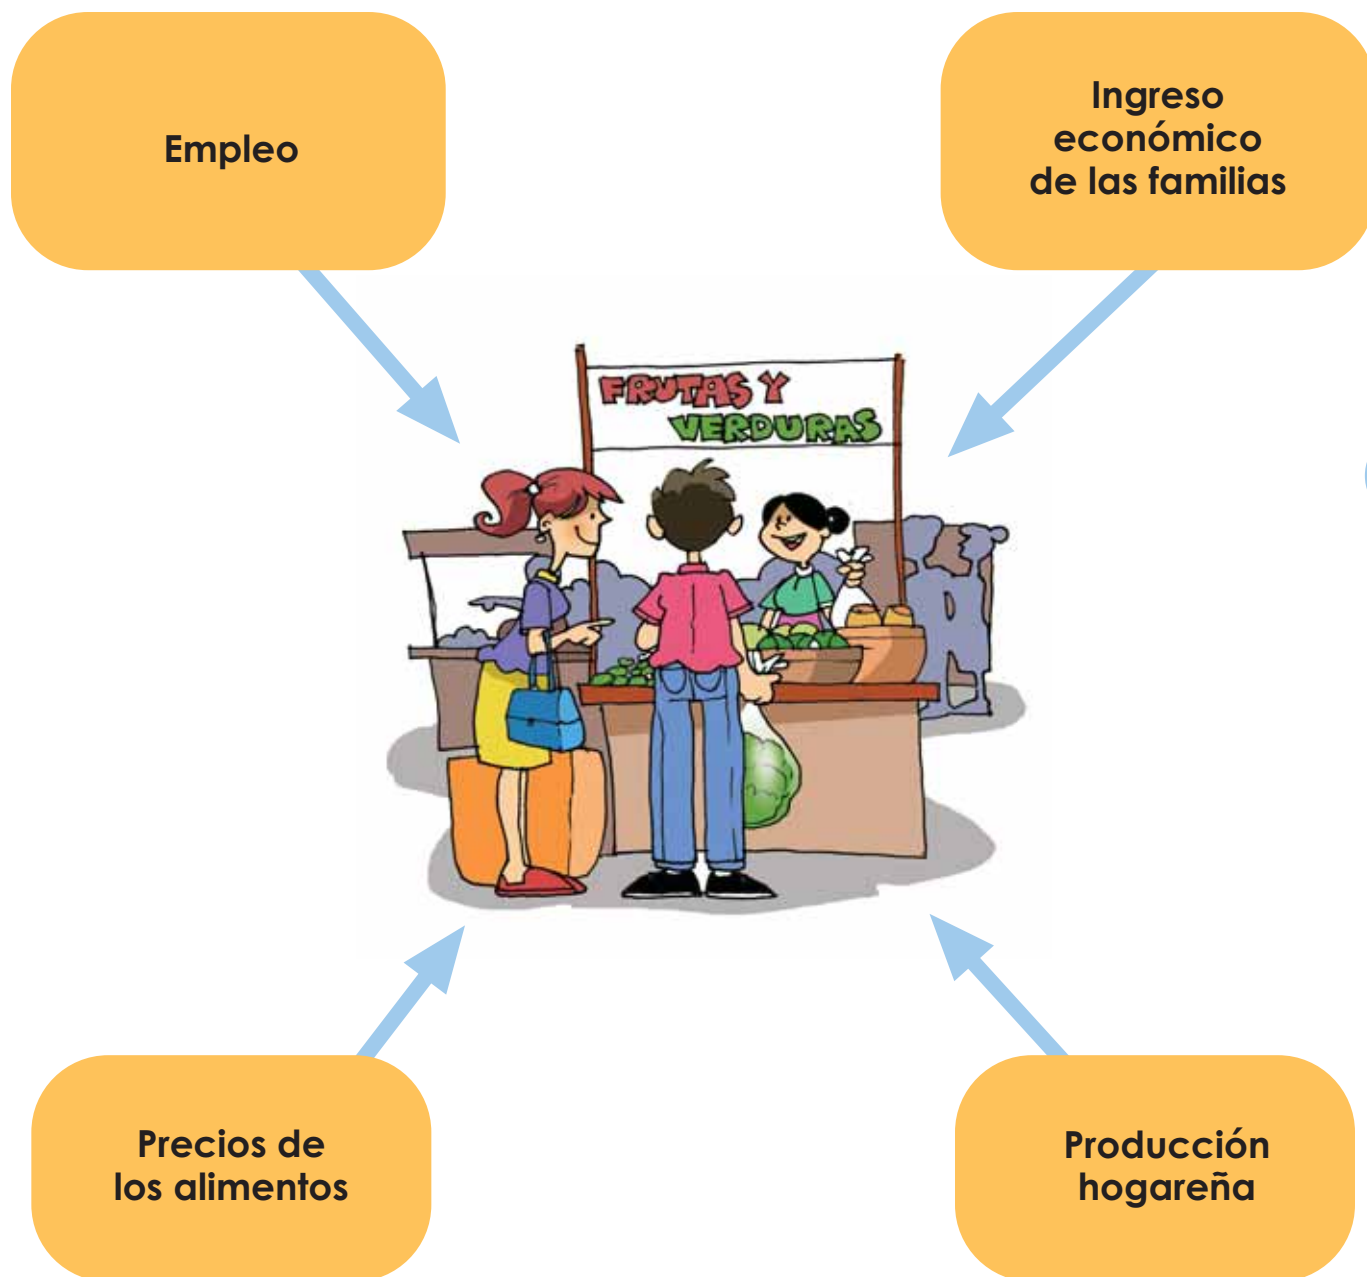 Empleo
Ingreso
económico
de las familias
FRUTAS Y
VERDURAS
Precios de
los alimentos
Producción
hogareña